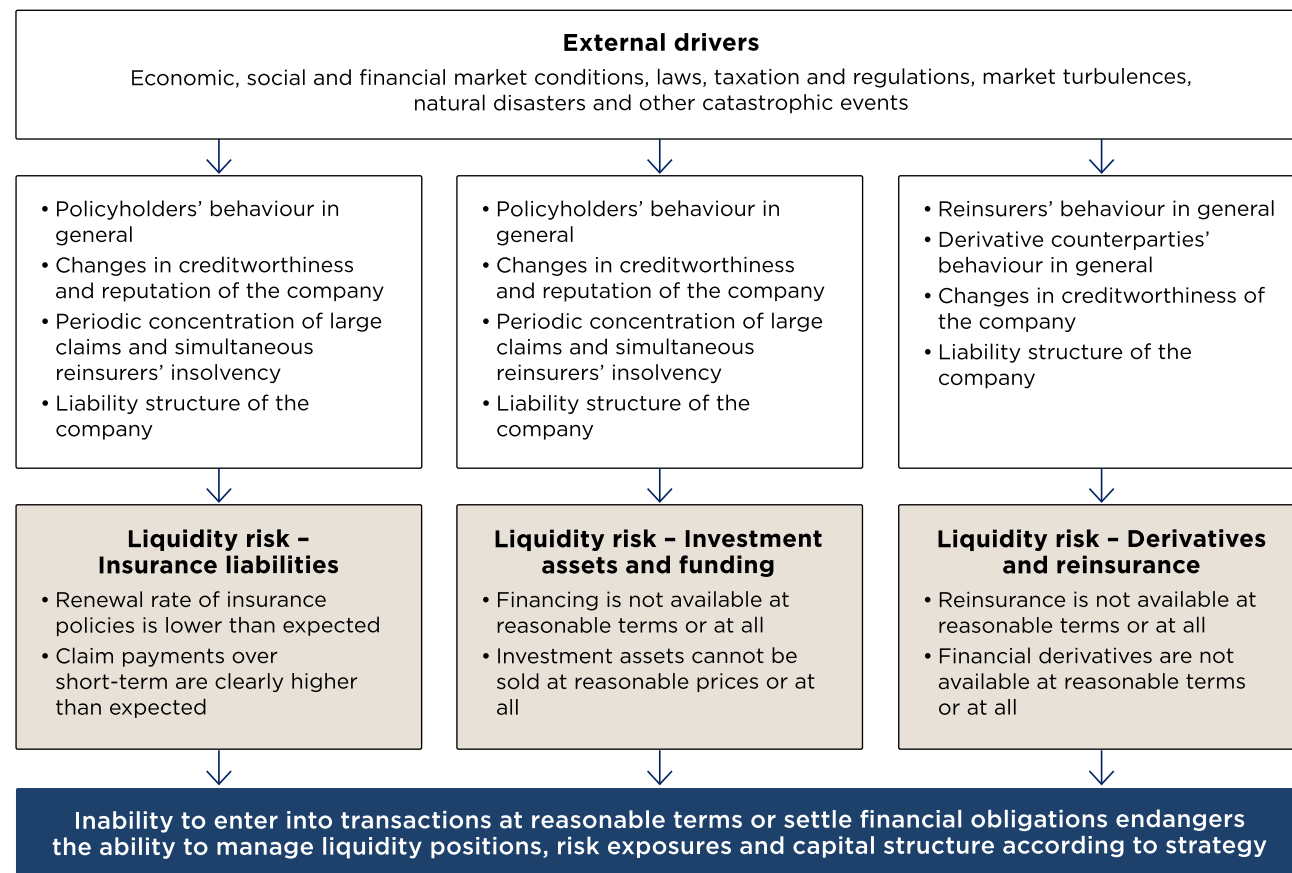 External drivers
Economic, social and financial market conditions, laws, taxation and regulations, market turbulences,
natural disasters and other catastrophic events
• Policyholders’ behaviour in
general
• Changes in creditworthiness
and reputation of the company
• Periodic concentration of large
claims and simultaneous
reinsurers’ insolvency
• Liability structure of the
company
• Policyholders’ behaviour in
general
• Changes in creditworthiness
and reputation of the company
• Periodic concentration of large
claims and simultaneous
reinsurers’ insolvency
• Liability structure of the
company
• Reinsurers’ behaviour in general
• Derivative counterparties’
behaviour in general
• Changes in creditworthiness of
the company
• Liability structure of the
company
Liquidity risk –
Insurance liabilities
• Renewal rate of insurance
policies is lower than expected
• Claim payments over
short-term are clearly higher
than expected
Liquidity risk – Investment
assets and funding
• Financing is not available at
reasonable terms or at all
• Investment assets cannot be
sold at reasonable prices or at
all
Liquidity risk – Derivatives
and reinsurance
• Reinsurance is not available at
reasonable terms or at all
• Financial derivatives are not
available at reasonable terms
or at all
Inability to enter into transactions at reasonable terms or settle financial obligations endangers
the ability to manage liquidity positions, risk exposures and capital structure according to strategy